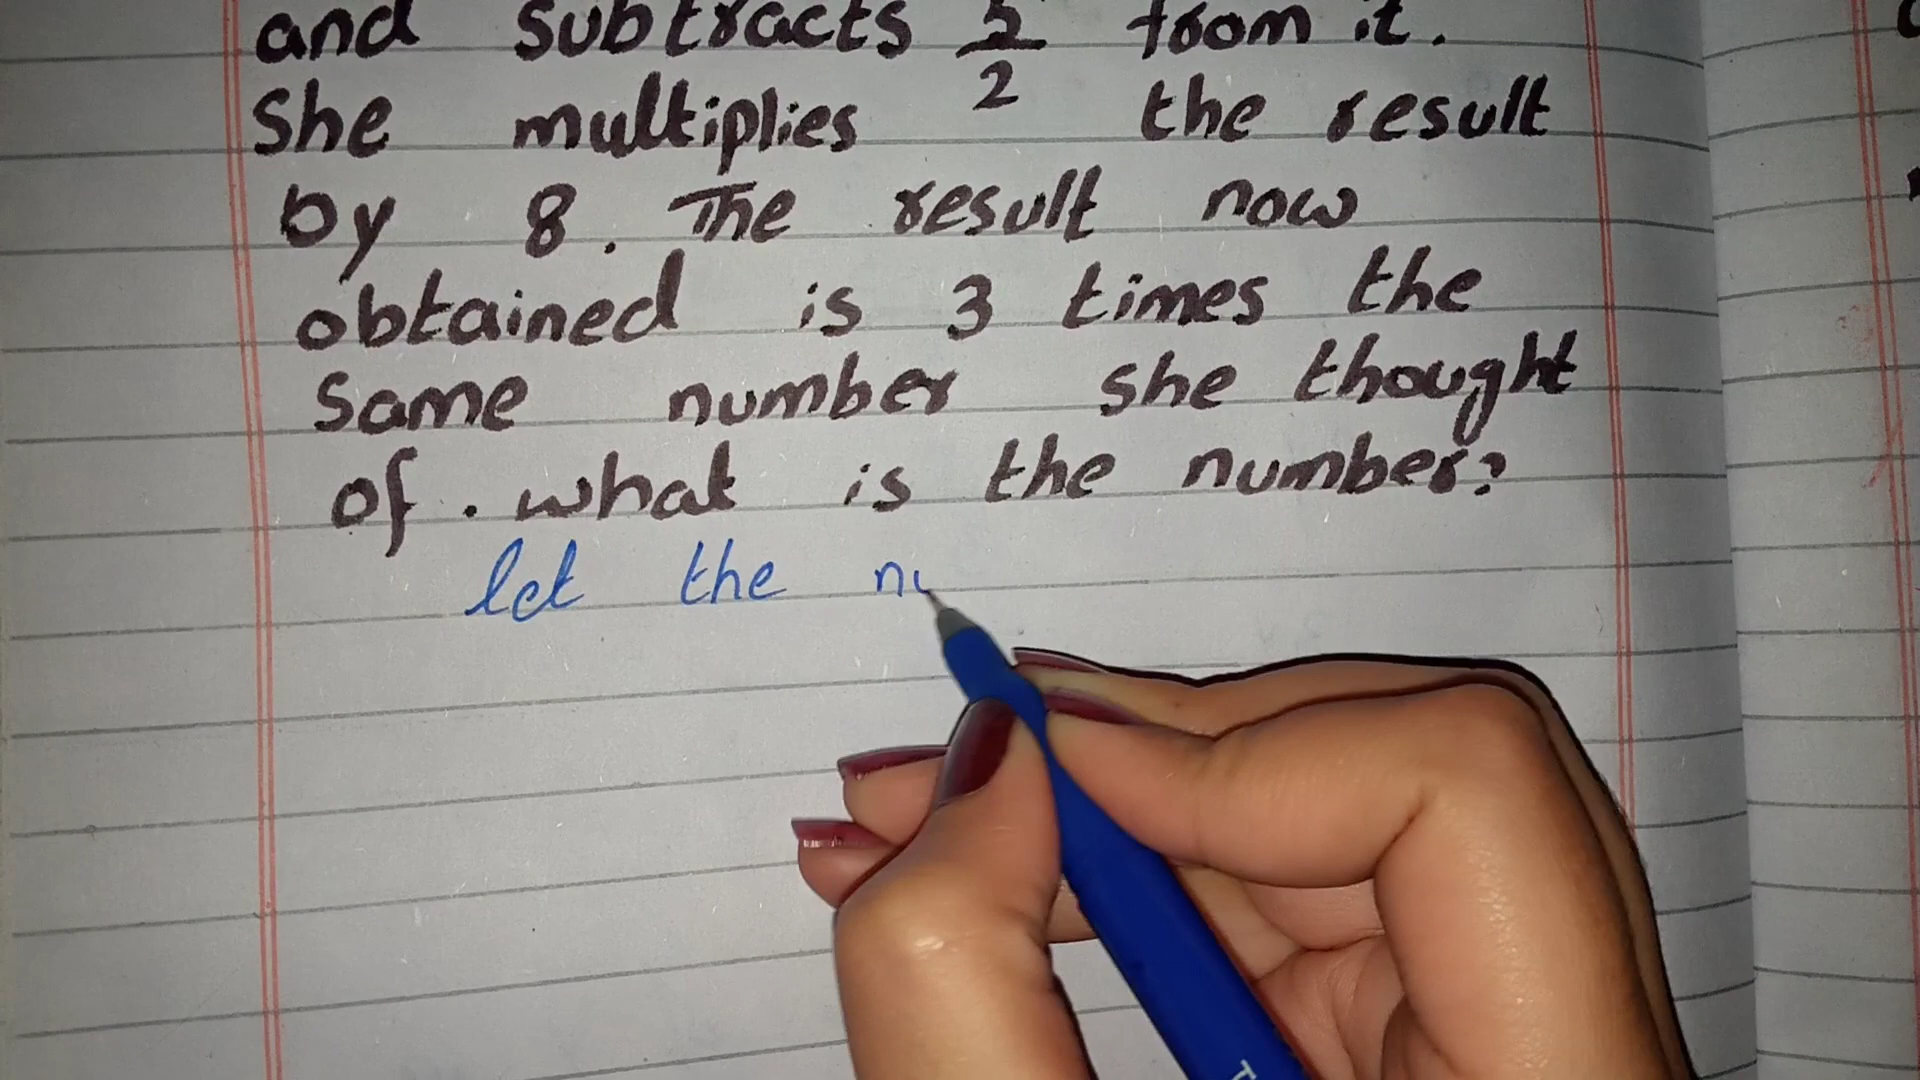 and subtracts 5/2 from it.
She multiplies the result
by 8. The result now
obtained is 3 times the
same number she thought
of. what is the number?
let the nu